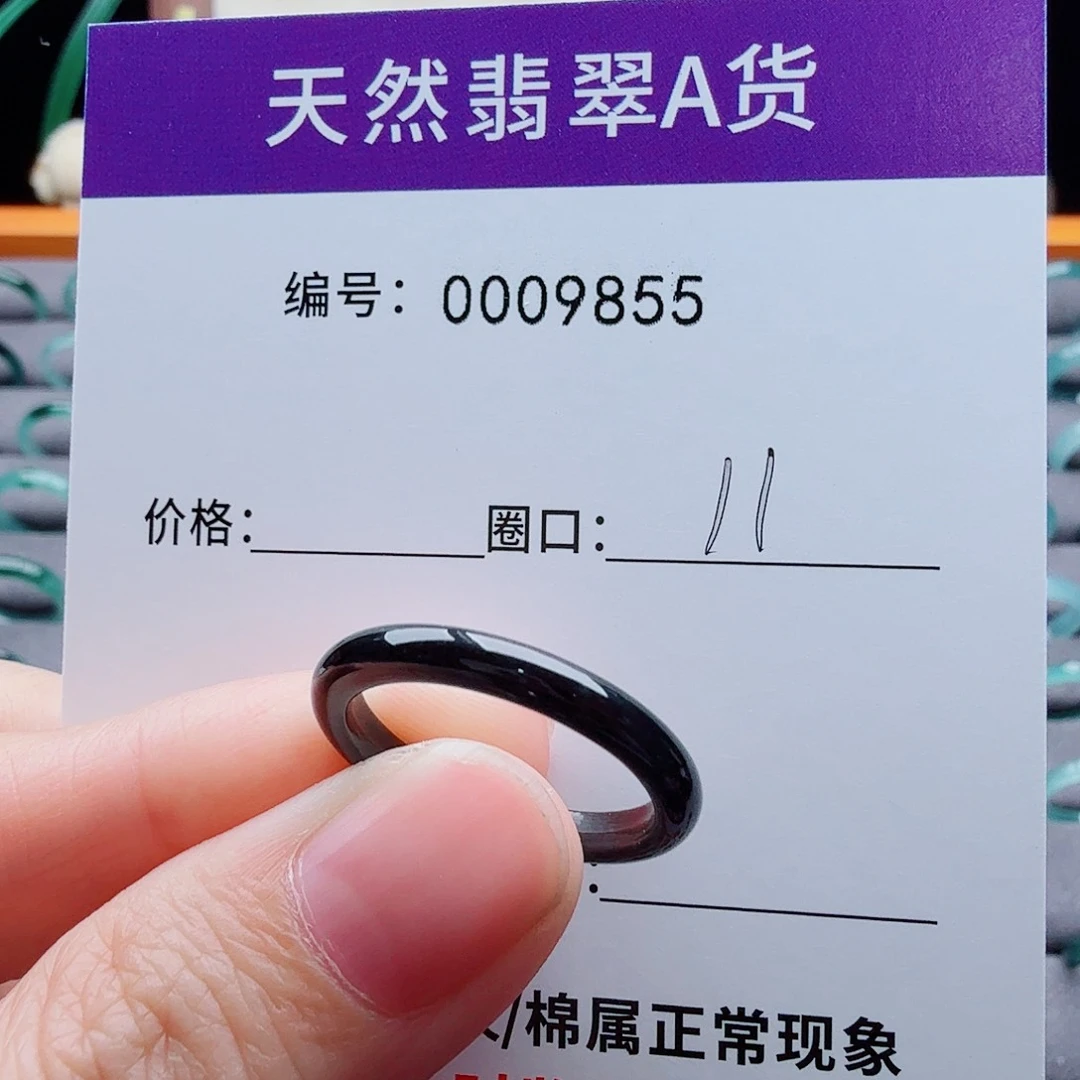 天然翡翠A货
编号：0009855
价格：圈口：11
：
/棉属正常现象